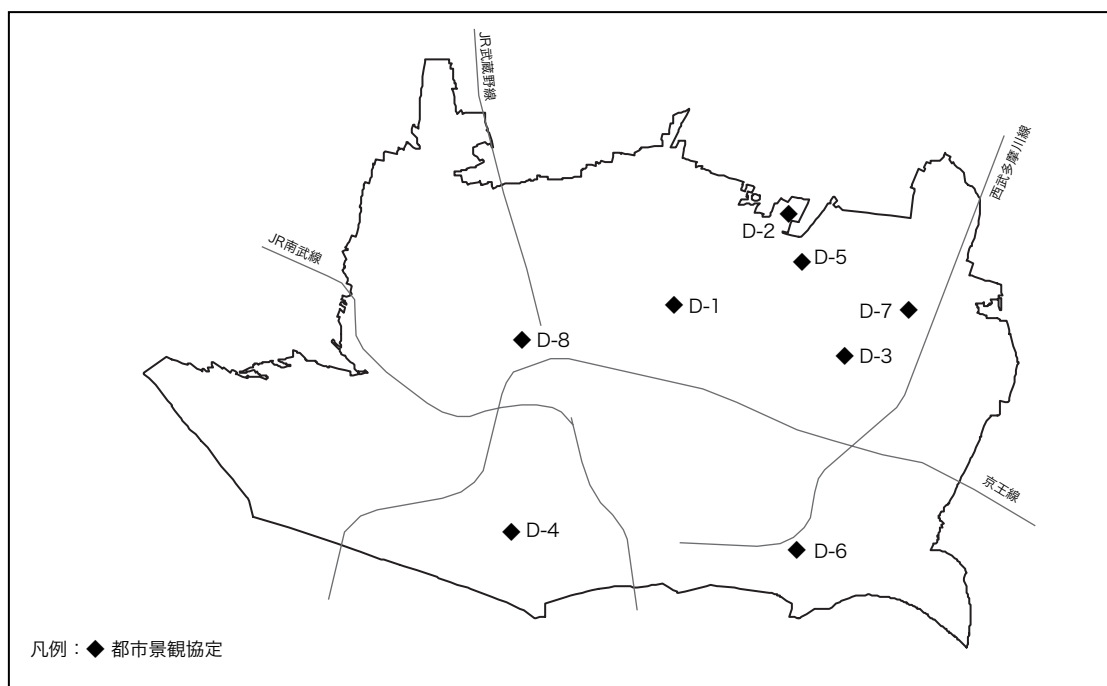 JR武蔵野線
西武多摩川線
D-2
JR南武線
D-5
D-1
D-7
D-8
D-3
京王線
D-4
D-6
凡例：◆ 都市景観協定